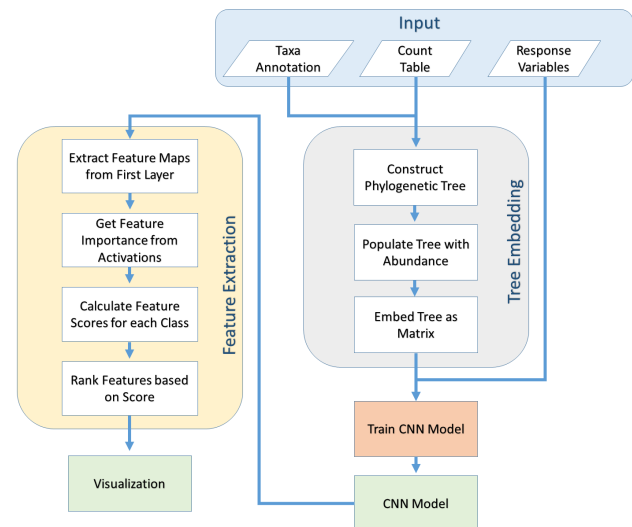 Input
Taxa
Annotation
Count
Table
Response
Variables
Tree Embedding
Construct
Phylogenetic Tree
Populate Tree with
Abundance
Embed Tree as
Matrix
Train CNN Model
CNN Model
Feature Extraction
Extract Feature Maps
from First Layer
Get Feature
Importance from
Activations
Calculate Feature
Scores for each Class
Rank Features based
on Score
Visualization